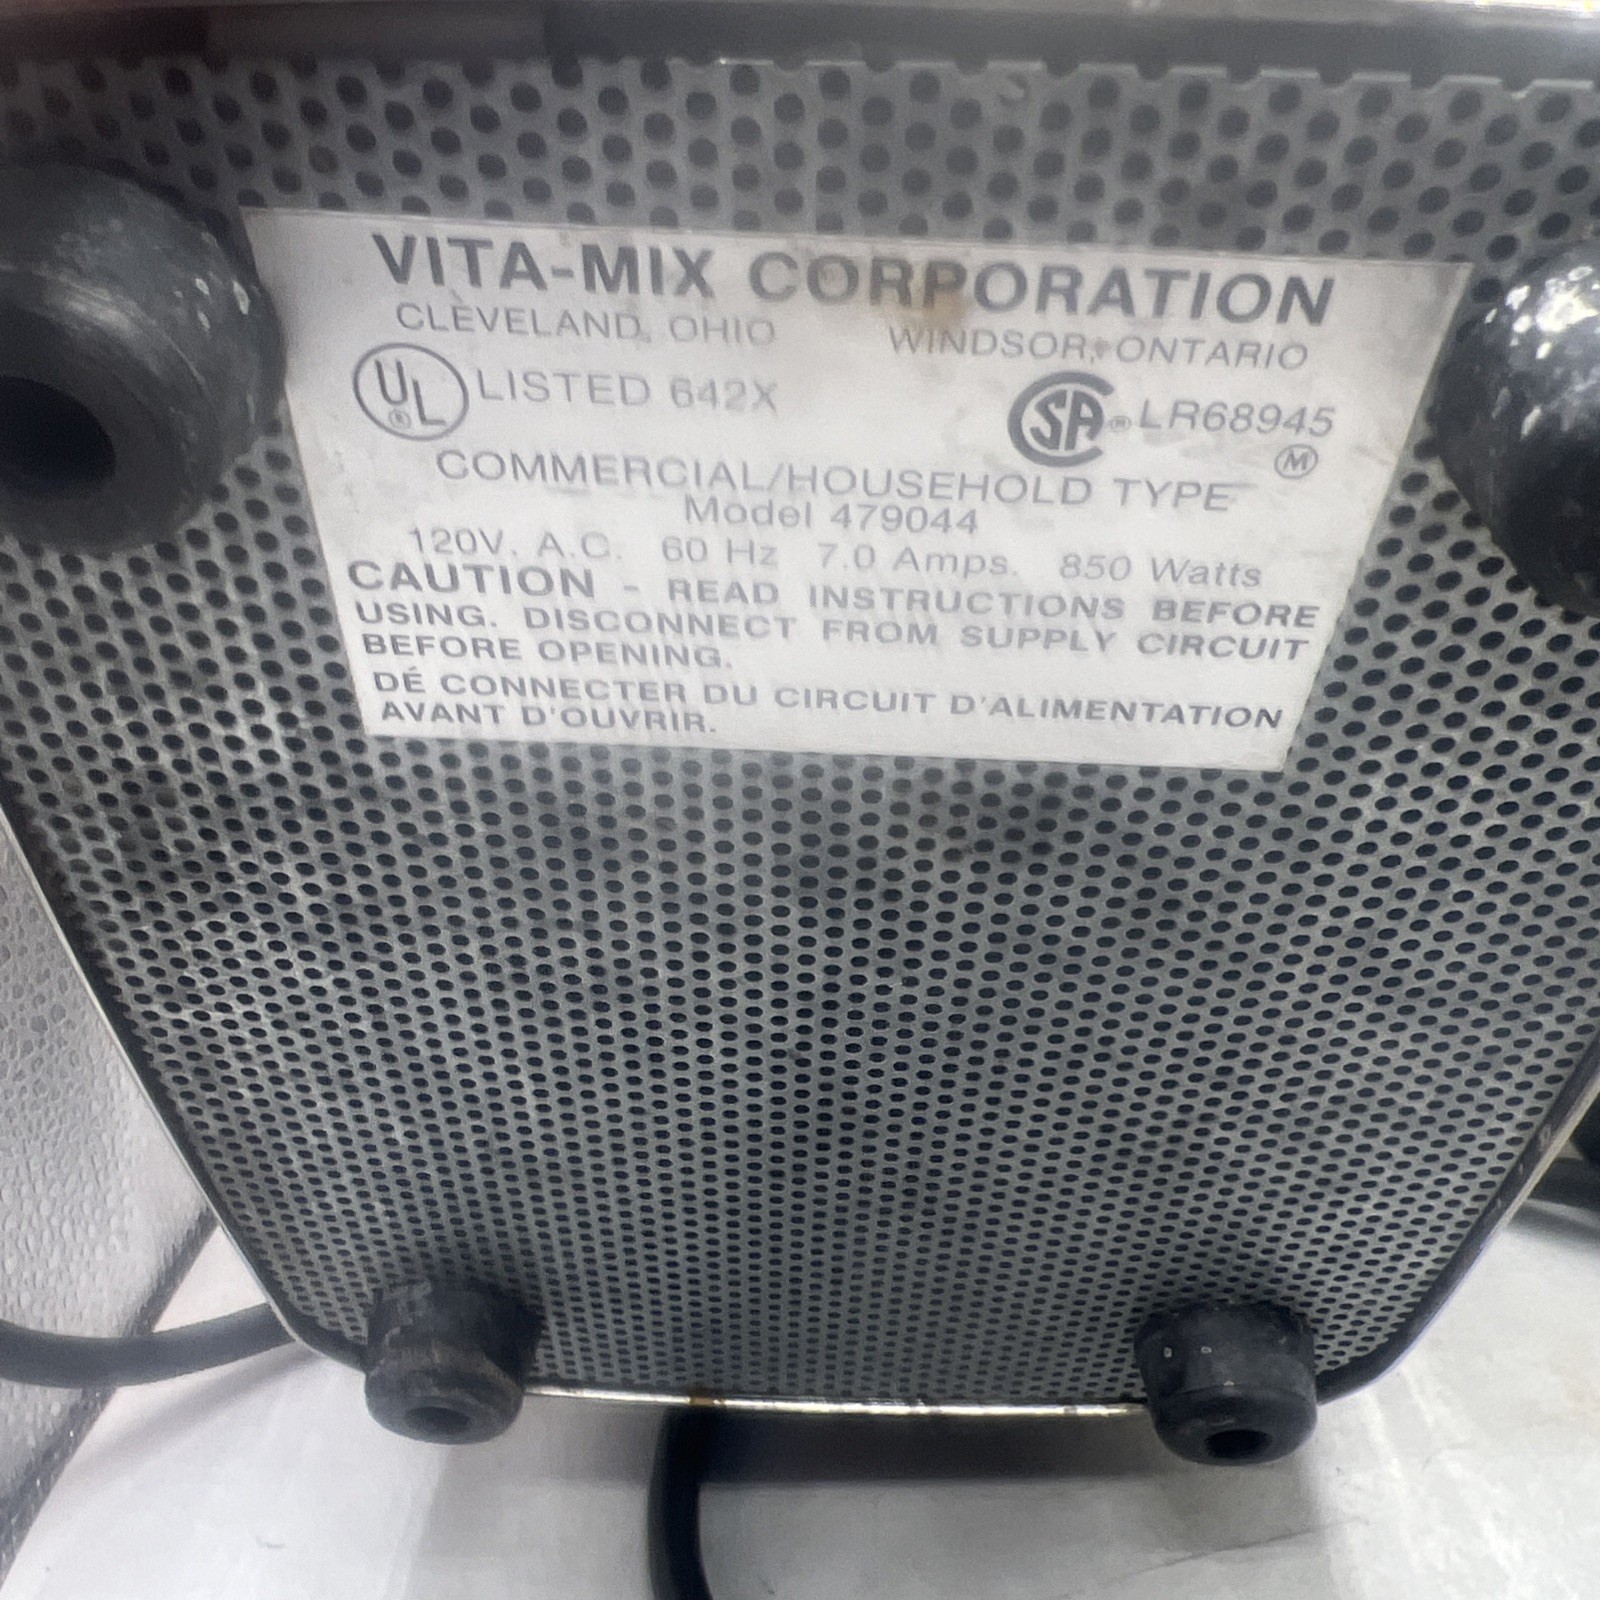 VITA-MIX CORPORATION
CLEVELAND, OHIO WINDSOR, ONTARIO
UL ® LISTED 642X SA ® LR68945
M
COMMERCIAL/HOUSEHOLD TYPE
Model 479044
120V. A.C. 60 Hz 7.0 Amps. 850 Watts
CAUTION - READ INSTRUCTIONS BEFORE
USING. DISCONNECT FROM SUPPLY CIRCUIT
BEFORE OPENING.
DÉ CONNECTER DU CIRCUIT D'ALIMENTATION
AVANT D'OUVRIR.